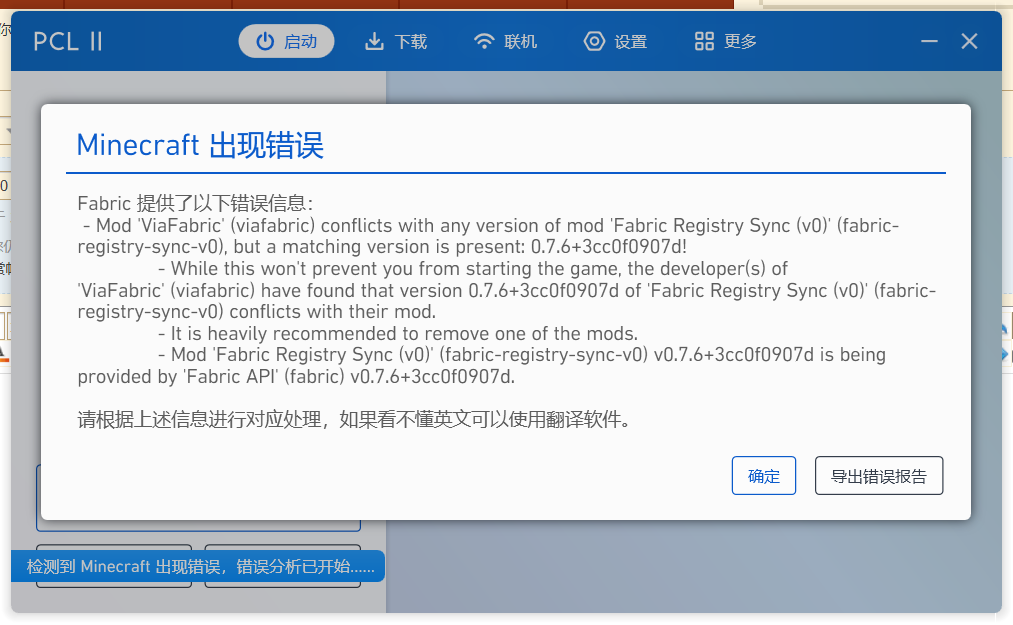 PCL II
启动
下载
联机
设置
更多
Minecraft 出现错误
Fabric 提供了以下错误信息：
- Mod 'ViaFabric' (viafabric) conflicts with any version of mod 'Fabric Registry Sync (v0)' (fabric-
registry-sync-v0), but a matching version is present: 0.7.6+3cc0f0907d!
- While this won't prevent you from starting the game, the developer(s) of
'ViaFabric' (viafabric) have found that version 0.7.6+3cc0f0907d of 'Fabric Registry Sync (v0)' (fabric-
registry-sync-v0) conflicts with their mod.
- It is heavily recommended to remove one of the mods.
- Mod 'Fabric Registry Sync (v0)' (fabric-registry-sync-v0) v0.7.6+3cc0f0907d is being
provided by 'Fabric API' (fabric) v0.7.6+3cc0f0907d.
请根据上述信息进行对应处理，如果看不懂英文可以使用翻译软件。
确定
导出错误报告
检测到 Minecraft 出现错误，错误分析已开始......